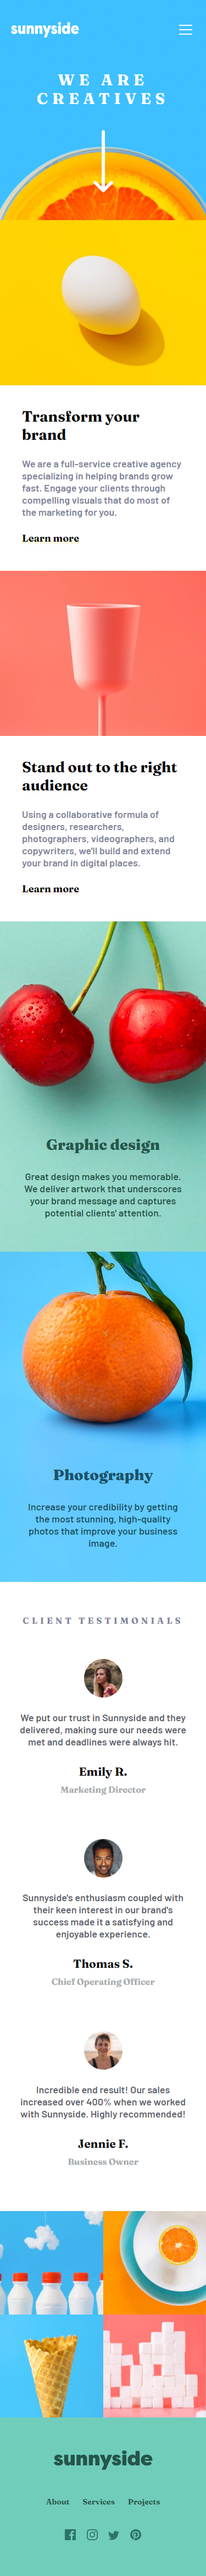 sunnyside
WE ARE
CREATIVES
Transform your
brand
We are a full-service creative agency
specializing in helping brands grow
fast. Engage your clients through
compelling visuals that do most of
the marketing for you.
Learn more
Stand out to the right
audience
Using a collaborative formula of
designers, researchers,
photographers, videographers, and
copywriters, we'll build and extend
your brand in digital places.
Learn more
Graphic design
Great design makes you memorable.
We deliver artwork that underscores
your brand message and captures
potential clients' attention.
Photography
Increase your credibility by getting
the most stunning, high-quality
photos that improve your business
image.
CLIENT TESTIMONIALS
We put our trust in Sunnyside and they
delivered, making sure our needs were
met and deadlines were always hit.
Emily R.
Marketing Director
Sunnyside's enthusiasm coupled with
their keen interest in our brand's
success made it a satisfying and
enjoyable experience.
Thomas S.
Chief Operating Officer
Incredible end result! Our sales
increased over 400% when we worked
with Sunnyside. Highly recommended!
Jennie F.
Business Owner
sunnyside
About Services Projects